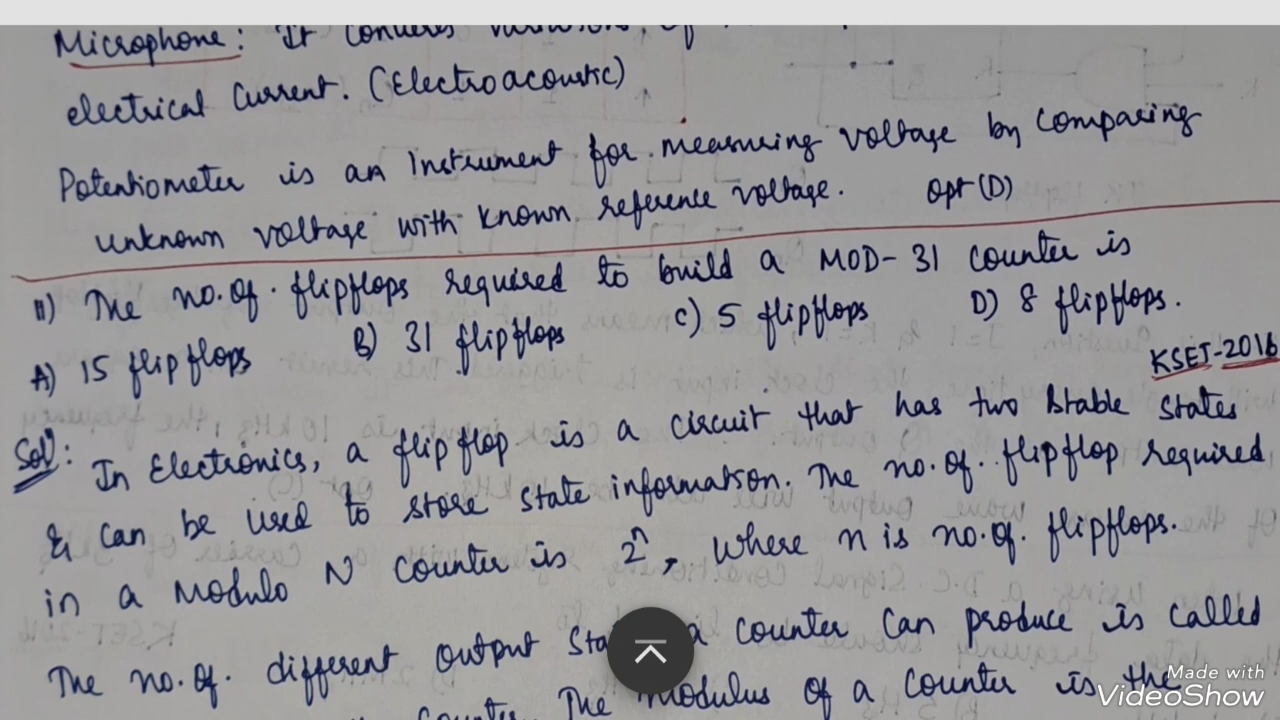 Microphone: It
electrical Current. (Electroacoustic)
Potentiometer is an instrument for measuring voltage by comparing
unknown voltage with known reference voltage. opt (D)
11) The no. of. flipflops required to build a MOD-31 counter is
A) 15 flipflops B) 31 flipflops C) 5 flipflops D) 8 flipflops.
KSET-2016
Solⁿ: In Electronics, a flipflop is a circuit that has two stable states
& can be used to store state information. The no. of. flipflop required
in a Modulo N counter is 2ⁿ, where n is no. of. flipflops.
The no. of. different output a counter can produce is called
counter. The modulus of a counter is the
Made with
VideoShow